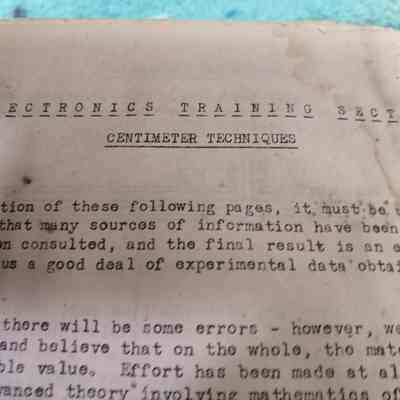 ECTRONICS TRAINING SECT
CENTIMETER TECHNIQUES
tion of these following pages, it must be
that many sources of information have been
n consulted, and the final result is an e
us a good deal of experimental data obtai
there will be some errors - however, we
and believe that on the whole, the mate
ble value. Effort has been made at al
vanced theory involving mathematics of